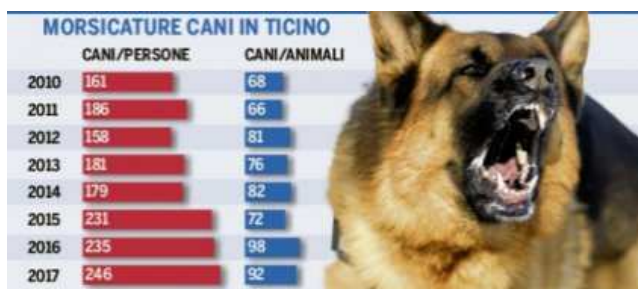 MORSICATURE CANI IN TICINO
CANI/PERSONE CANI/ANIMALI
2010 161 68
2011 186 66
2012 158 81
2013 181 76
2014 179 82
2015 231 72
2016 235 98
2017 246 92